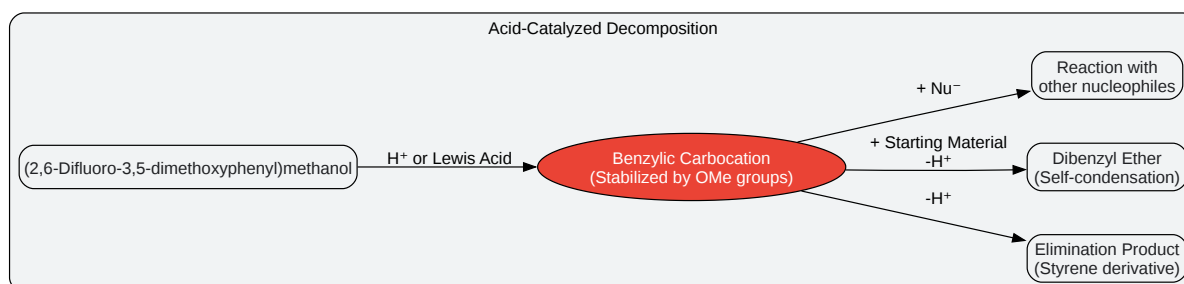 Acid-Catalyzed Decomposition
(2,6-Difluoro-3,5-dimethoxyphenyl)methanol
H⁺ or Lewis Acid
Benzylic Carbocation
(Stabilized by OMe groups)
+ Nu⁻
Reaction with
other nucleophiles
+ Starting Material
-H⁺
Dibenzyl Ether
(Self-condensation)
-H⁺
Elimination Product
(Styrene derivative)